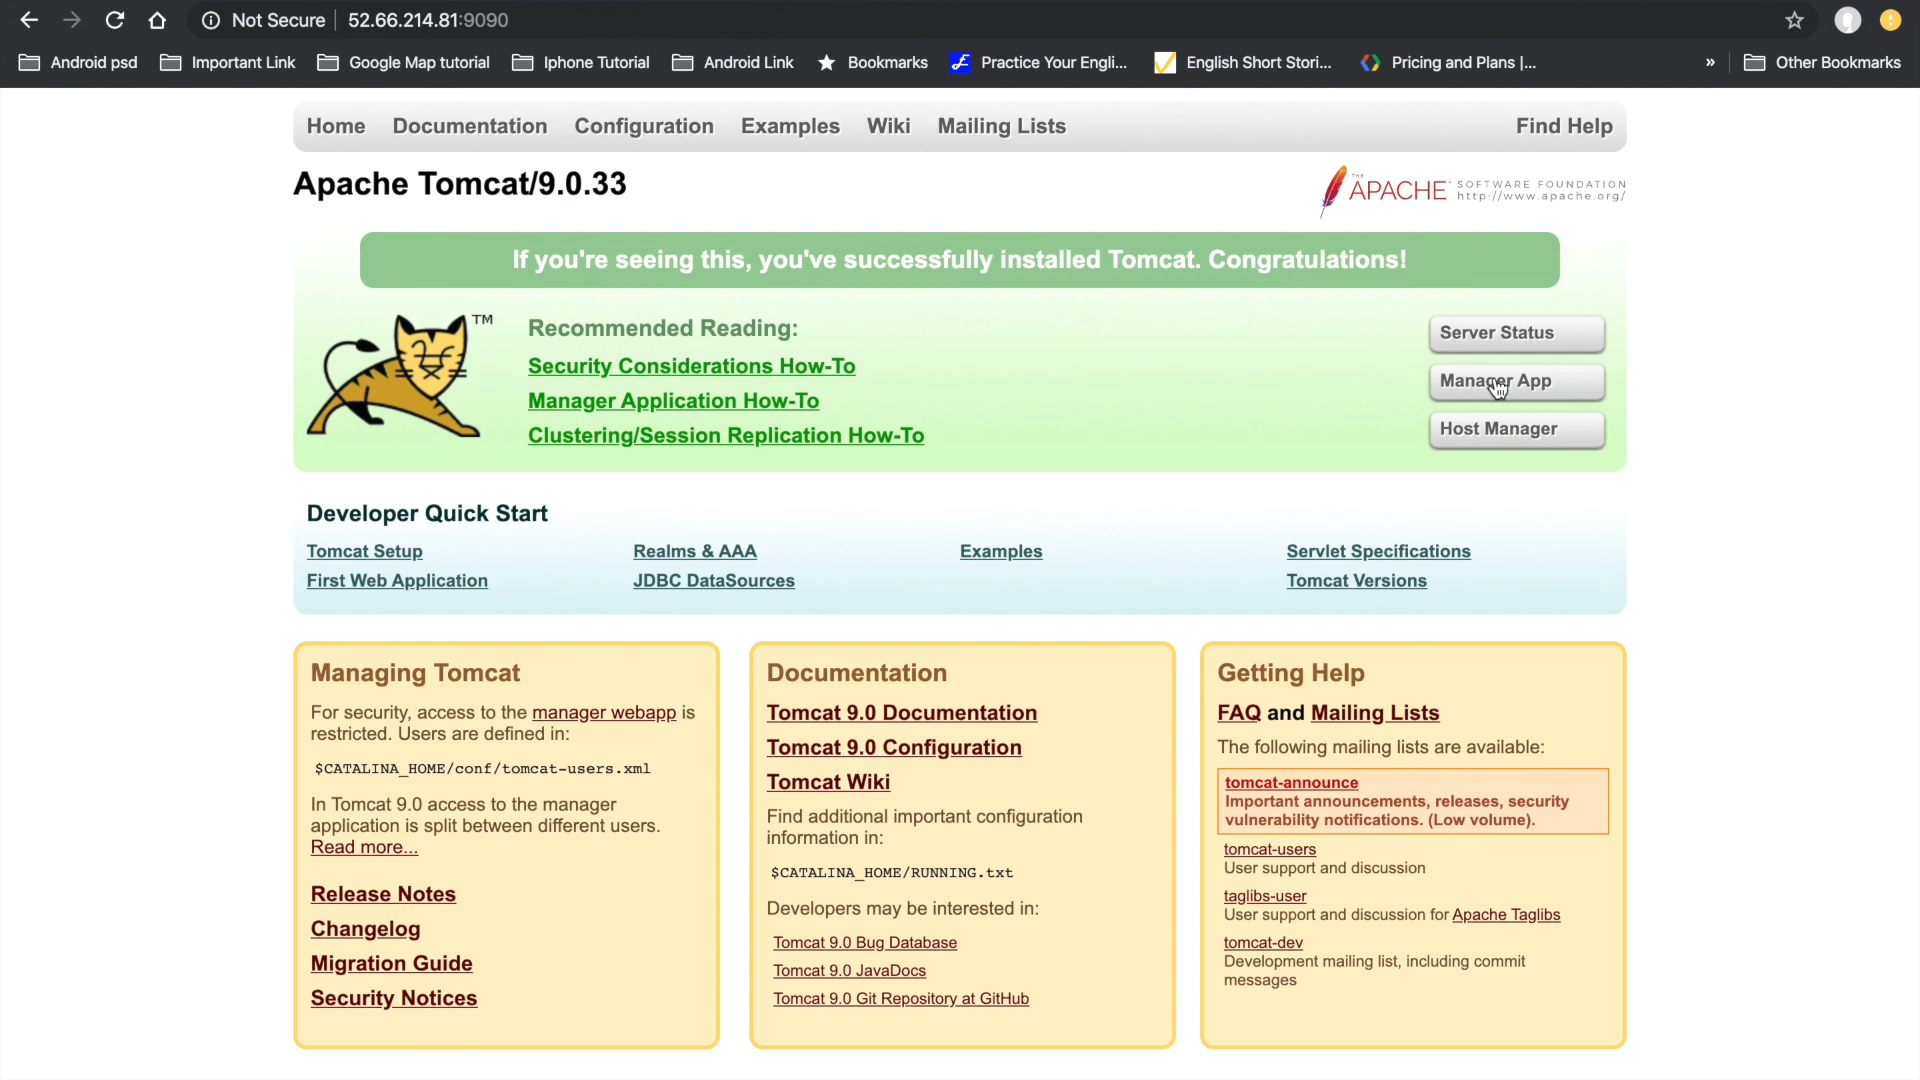 Not Secure 52.66.214.81:9090
Android psd Important Link Google Map tutorial Iphone Tutorial Android Link Bookmarks Practice Your Engli... English Short Stori... Pricing and Plans |... » Other Bookmarks
Home Documentation Configuration Examples Wiki Mailing Lists Find Help
Apache Tomcat/9.0.33
THE APACHE SOFTWARE FOUNDATION
http://www.apache.org/
If you're seeing this, you've successfully installed Tomcat. Congratulations!
TM
Recommended Reading:
Security Considerations How-To
Manager Application How-To
Clustering/Session Replication How-To
Server Status
Manager App
Host Manager
Developer Quick Start
Tomcat Setup
First Web Application
Realms & AAA
JDBC DataSources
Examples
Servlet Specifications
Tomcat Versions
Managing Tomcat
For security, access to the manager webapp is
restricted. Users are defined in:
$CATALINA_HOME/conf/tomcat-users.xml
In Tomcat 9.0 access to the manager
application is split between different users.
Read more...
Release Notes
Changelog
Migration Guide
Security Notices
Documentation
Tomcat 9.0 Documentation
Tomcat 9.0 Configuration
Tomcat Wiki
Find additional important configuration
information in:
$CATALINA_HOME/RUNNING.txt
Developers may be interested in:
Tomcat 9.0 Bug Database
Tomcat 9.0 JavaDocs
Tomcat 9.0 Git Repository at GitHub
Getting Help
FAQ and Mailing Lists
The following mailing lists are available:
tomcat-announce
Important announcements, releases, security
vulnerability notifications. (Low volume).
tomcat-users
User support and discussion
taglibs-user
User support and discussion for Apache Taglibs
tomcat-dev
Development mailing list, including commit
messages